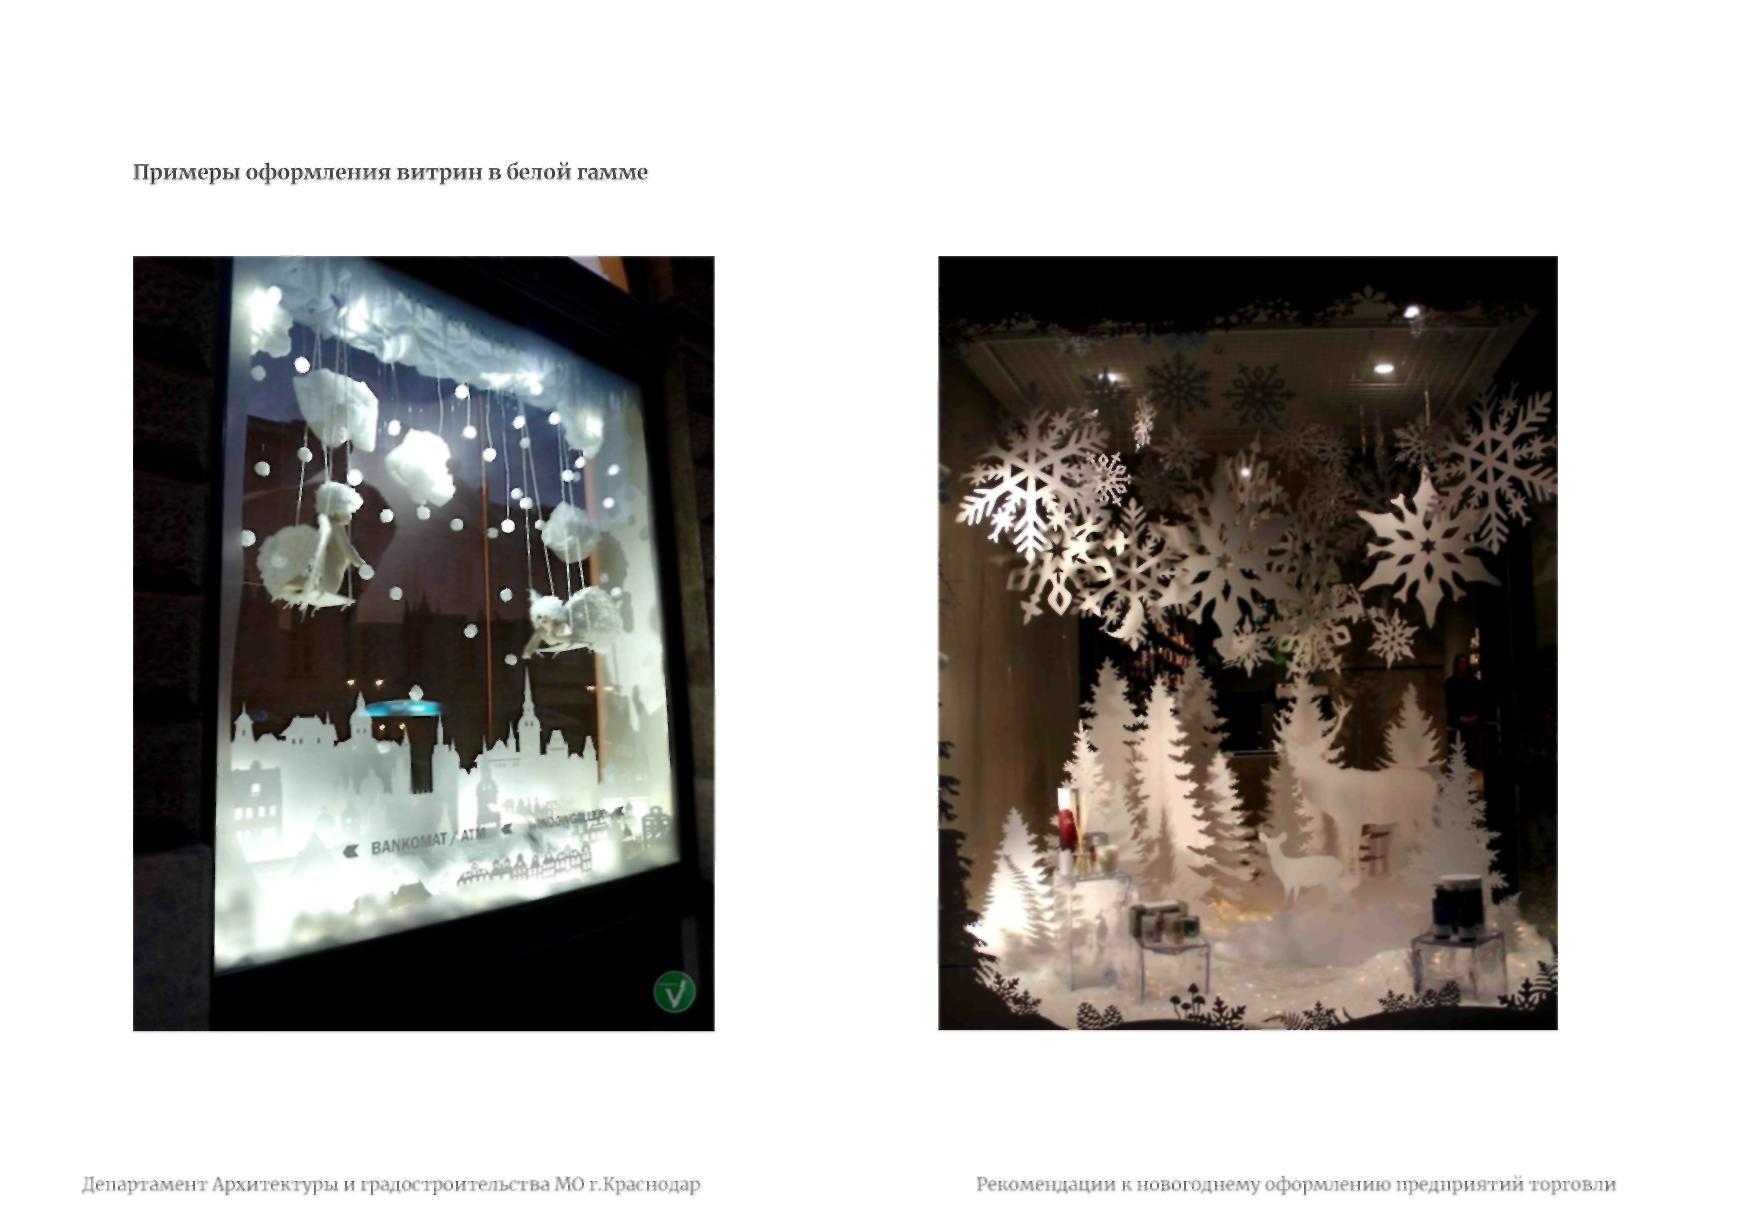 Примеры оформления витрин в белой гамме
BANKOMAT / ATM
Департамент Архитектуры и градостроительства МО г.Краснодар
Рекомендации к новогоднему оформлению предприятий торговли